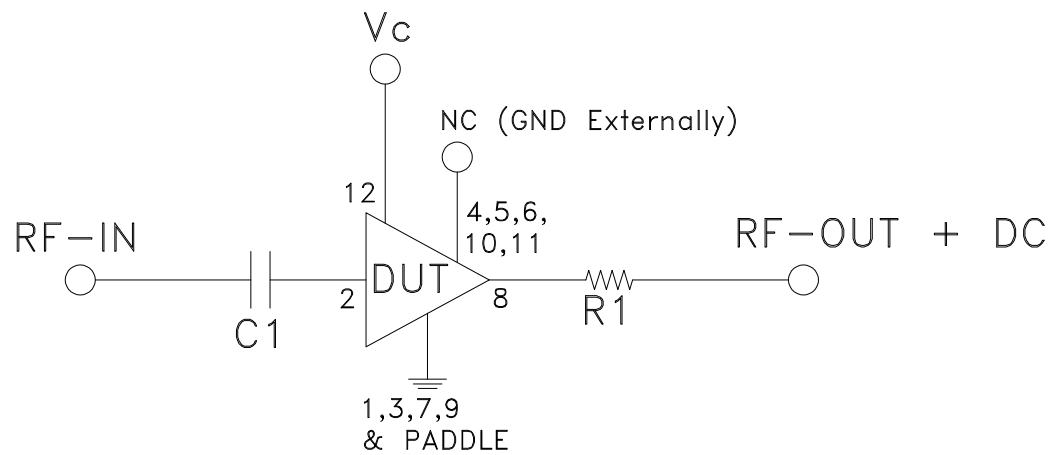 Vc
NC (GND Externally)
12
4,5,6,
10,11
RF-IN
RF-OUT + DC
DUT
2
8
C1
R1
1,3,7,9
& PADDLE